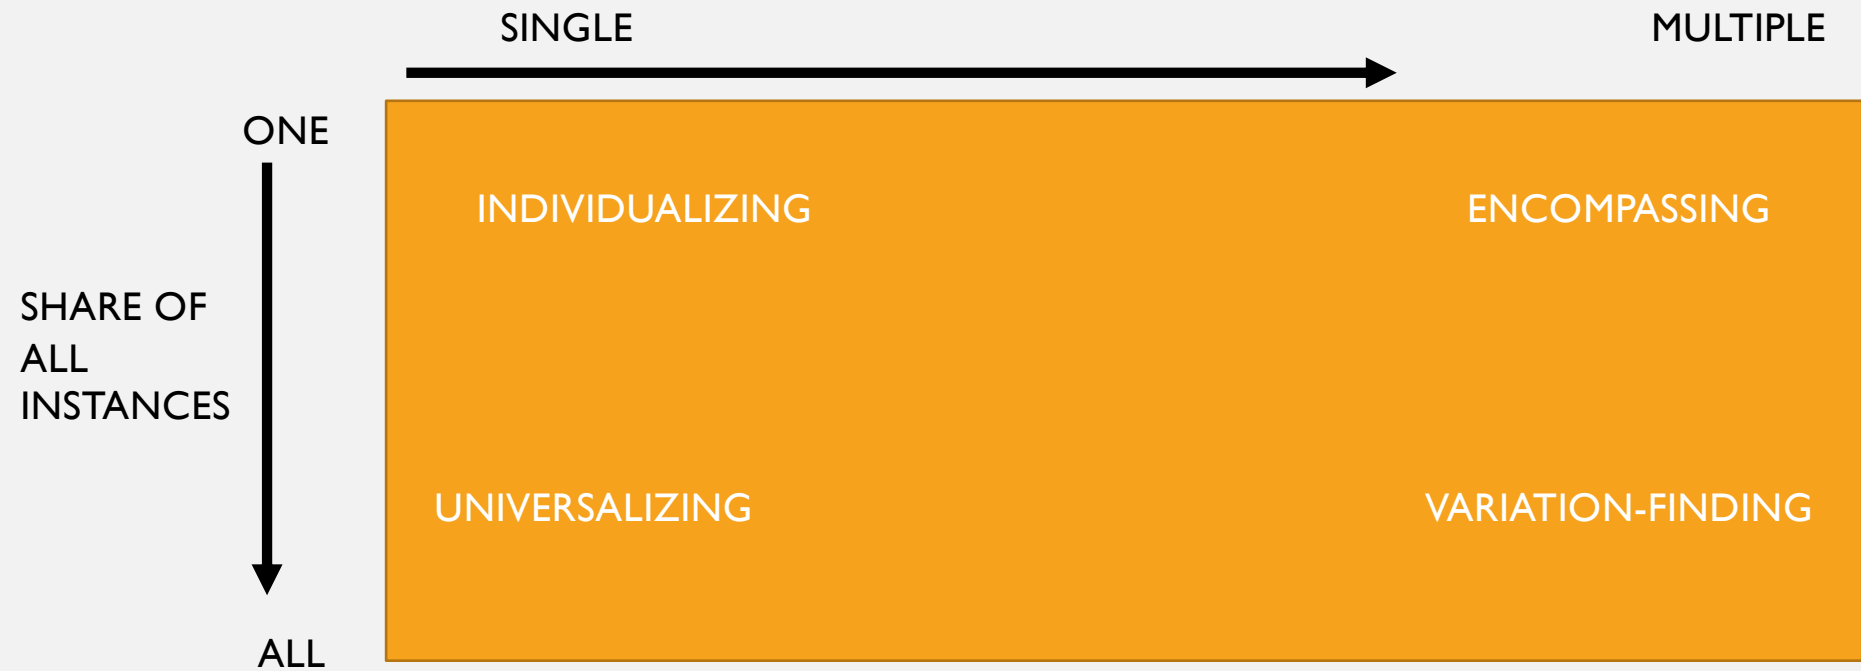 SINGLE
MULTIPLE
ONE
INDIVIDUALIZING
ENCOMPASSING
SHARE OF
ALL
INSTANCES
UNIVERSALIZING
VARIATION-FINDING
ALL